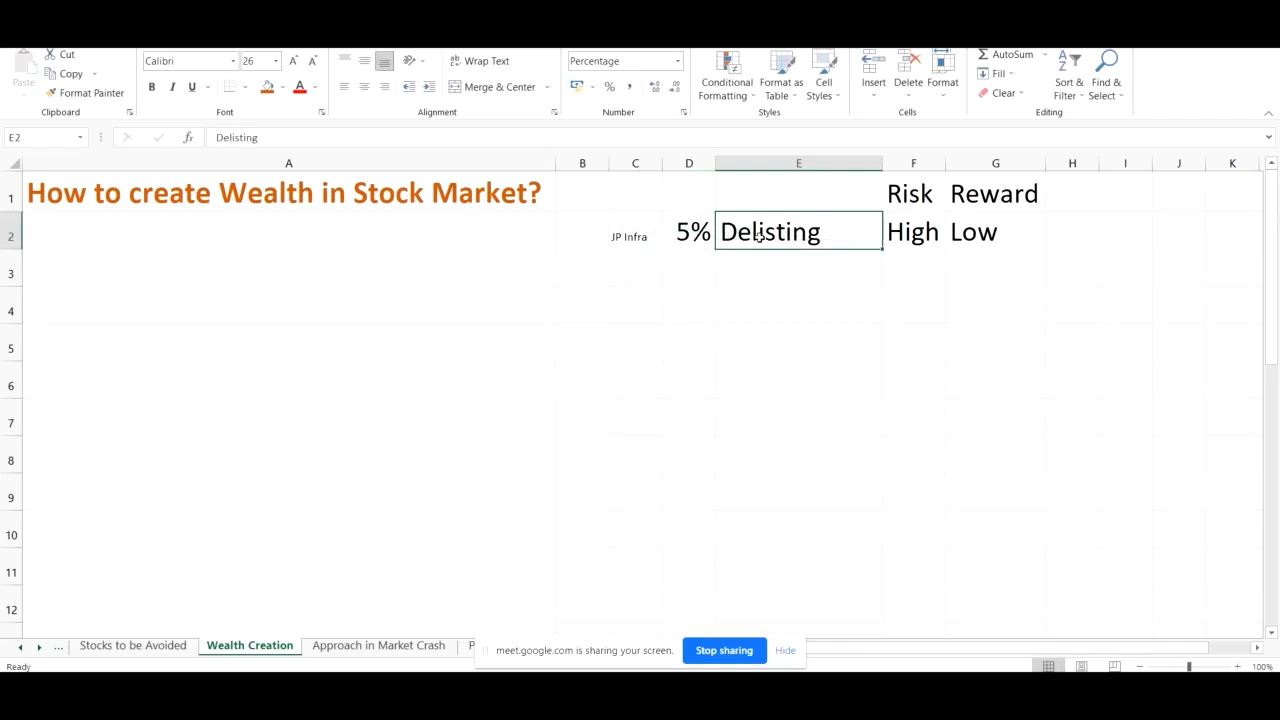 Cut
Calibri 26 Wrap Text Percentage AutoSum
Paste Copy Conditional Format as Cell Insert Delete Format Fill Sort & Find &
Format Painter B I U A Merge & Center % , Formatting Table Styles Clear Filter Select
Clipboard Font Alignment Number Styles Cells Editing
E2 fx Delisting
A B C D E F G H I J K
1 How to create Wealth in Stock Market? Risk Reward
2 JP Infra 5% Delisting High Low
3
4
5
6
7
8
9
10
11
12
... Stocks to be Avoided Wealth Creation Approach in Market Crash P
meet.google.com is sharing your screen. Stop sharing Hide
Ready 100%